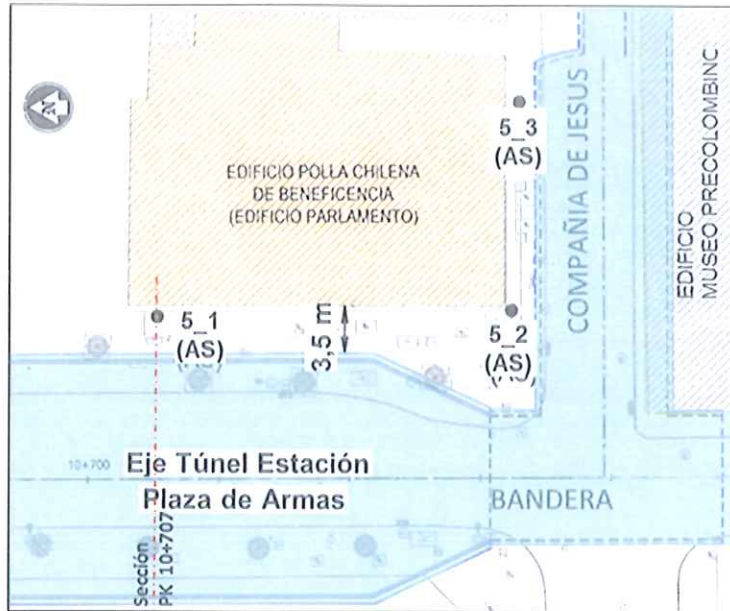 N
5_3
(AS)
EDIFICIO POLLA CHILENA
DE BENEFICENCIA
(EDIFICIO PARLAMENTO)
COMPAÑIA DE JESUS
EDIFICIO
MUSEO PRECOLOMBINC
5_1
(AS)
3,5 m
5_2
(AS)
10+700
Eje Túnel Estación
Plaza de Armas
BANDERA
Sección
PK 10+707